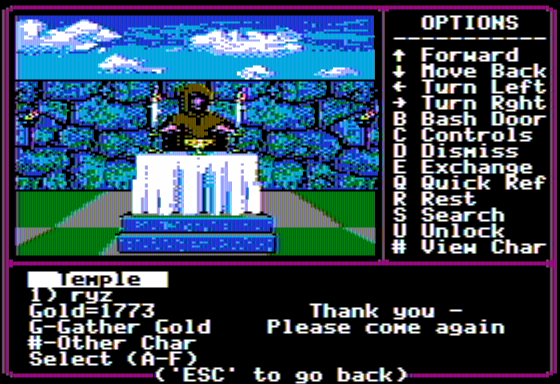 OPTIONS
------------
↑ Forward
↓ Move Back
← Turn Left
→ Turn Rght
B Bash Door
C Controls
D Dismiss
E Exchange
Q Quick Ref
R Rest
S Search
U Unlock
# View Char
Temple
1) ryz
Gold=1773
G-Gather Gold
#-Other Char
Select (A-F)
Thank you -
Please come again
('ESC' to go back)